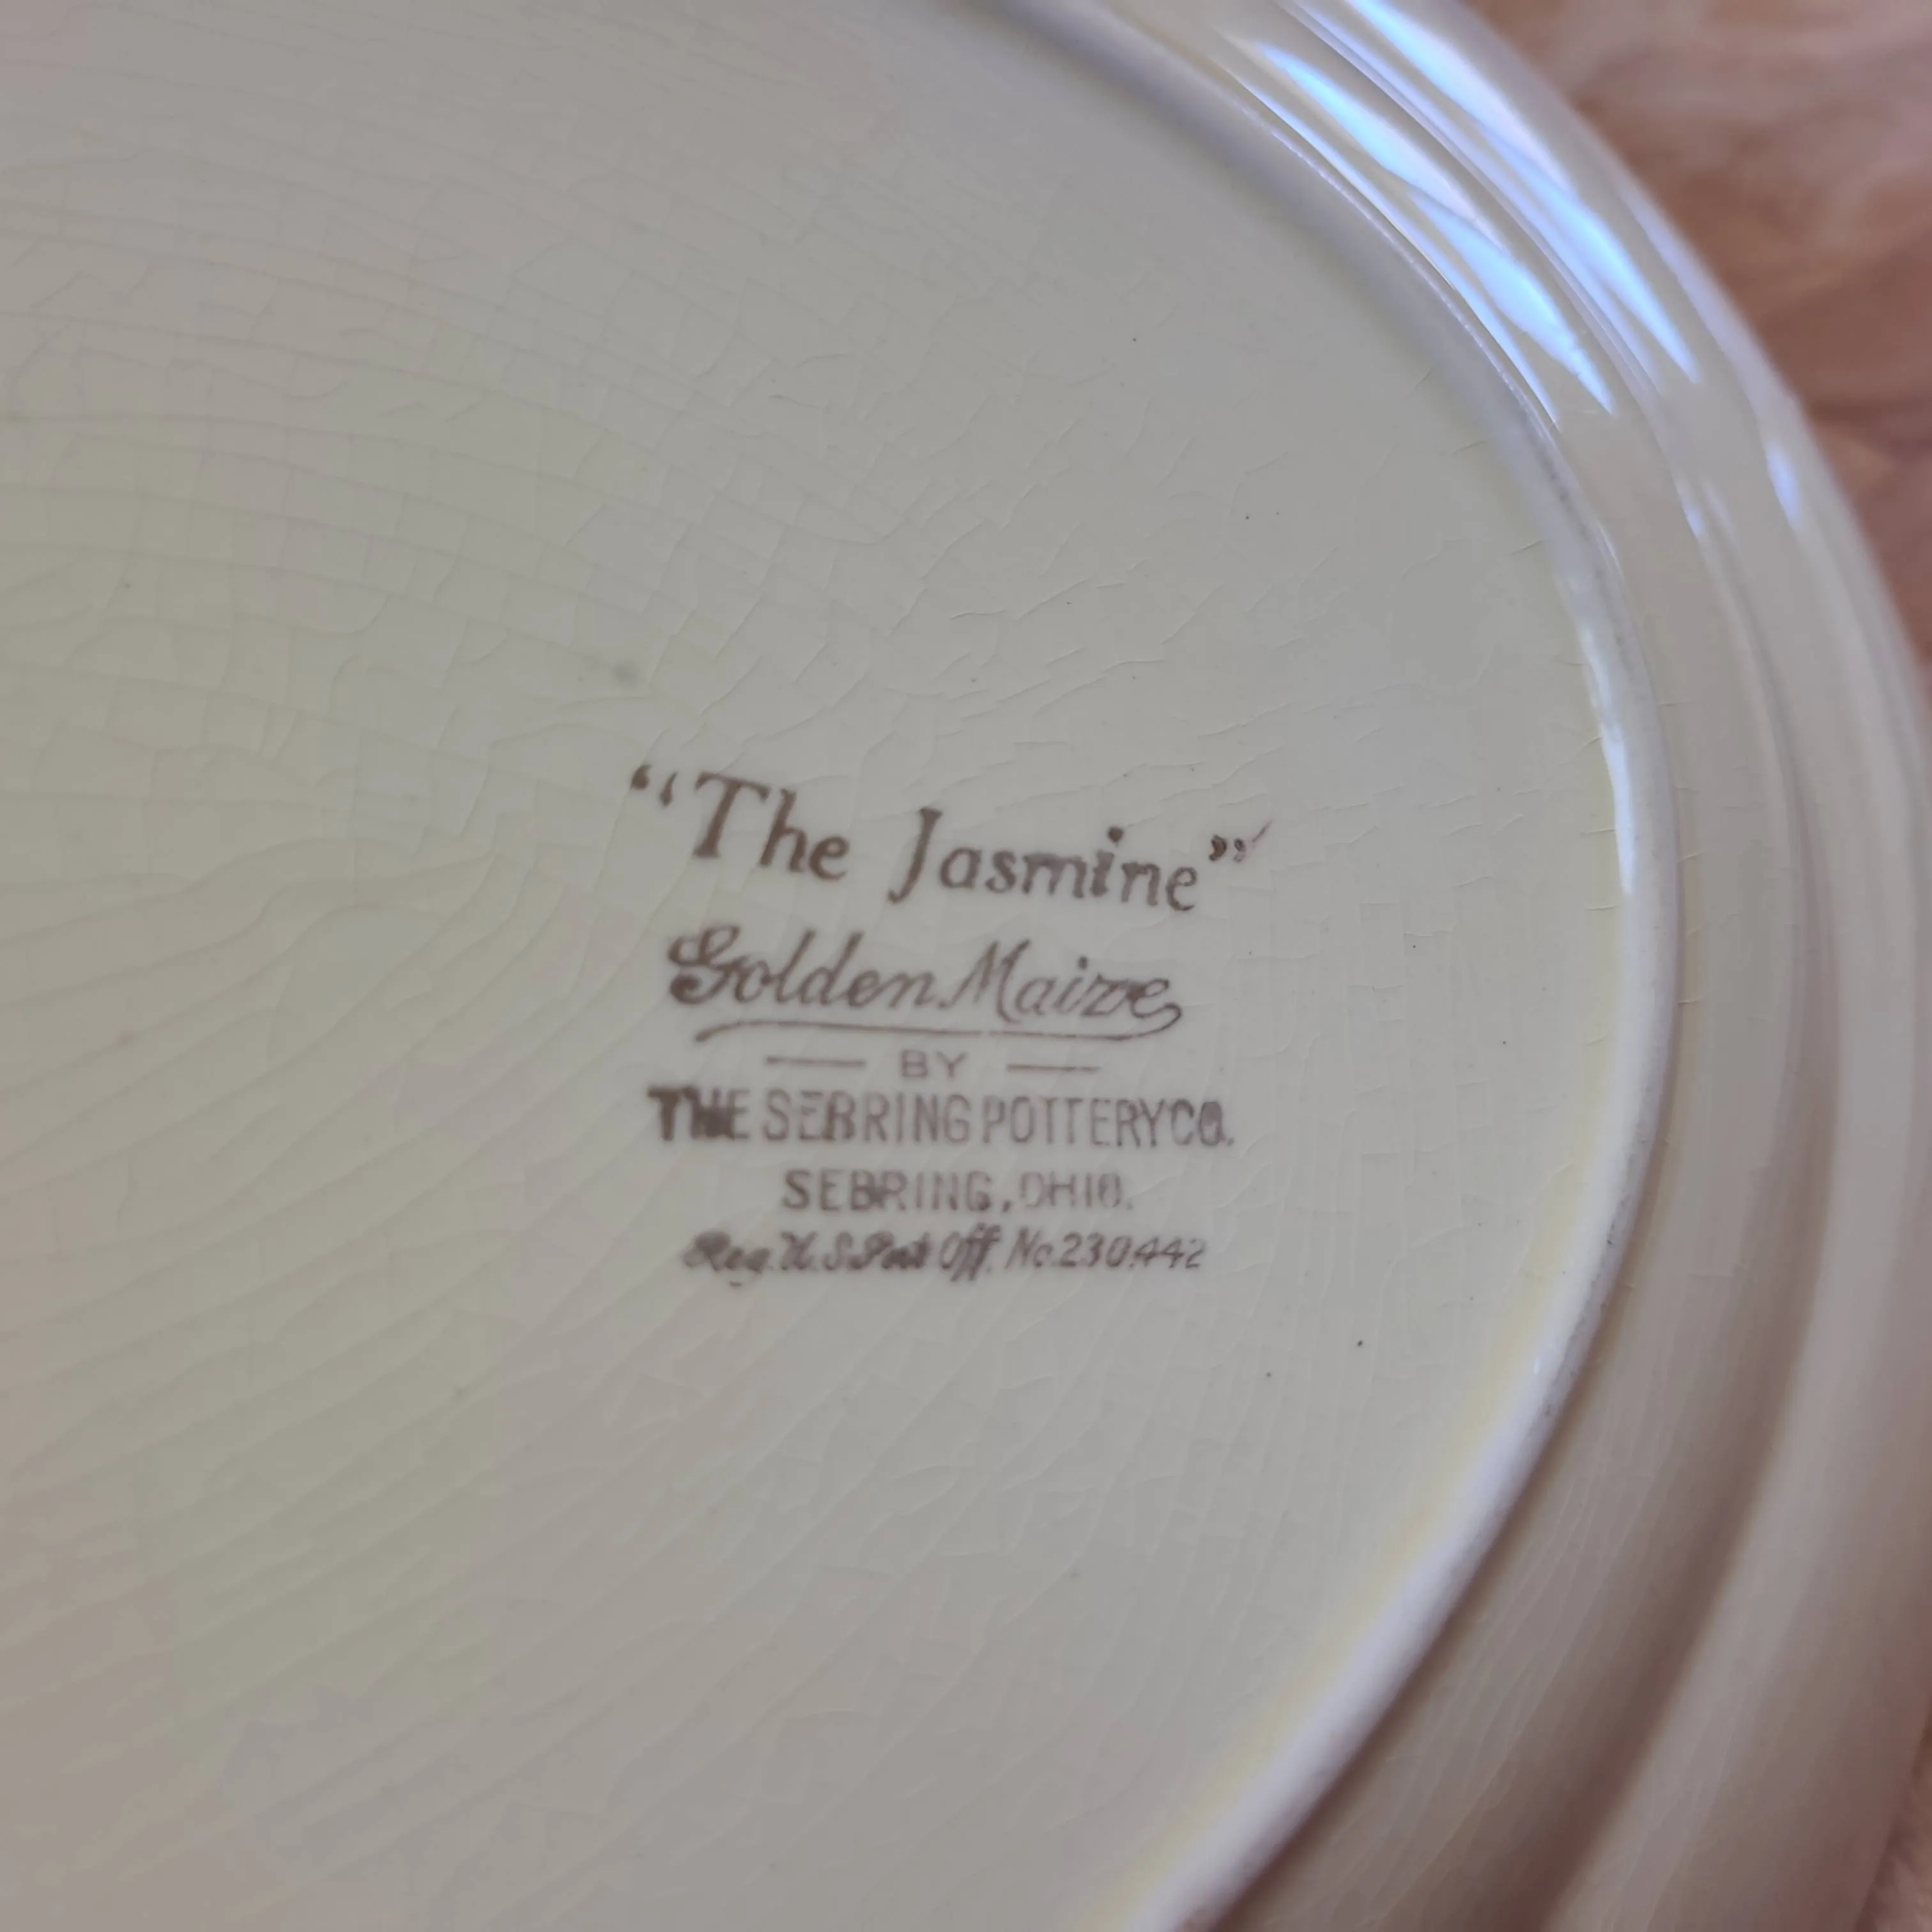 “The Jasmine”
Golden Maize
— BY —
THE SEBRING POTTERY CO.
SEBRING, OHIO.
Reg. U.S. Pat Off. No. 230442